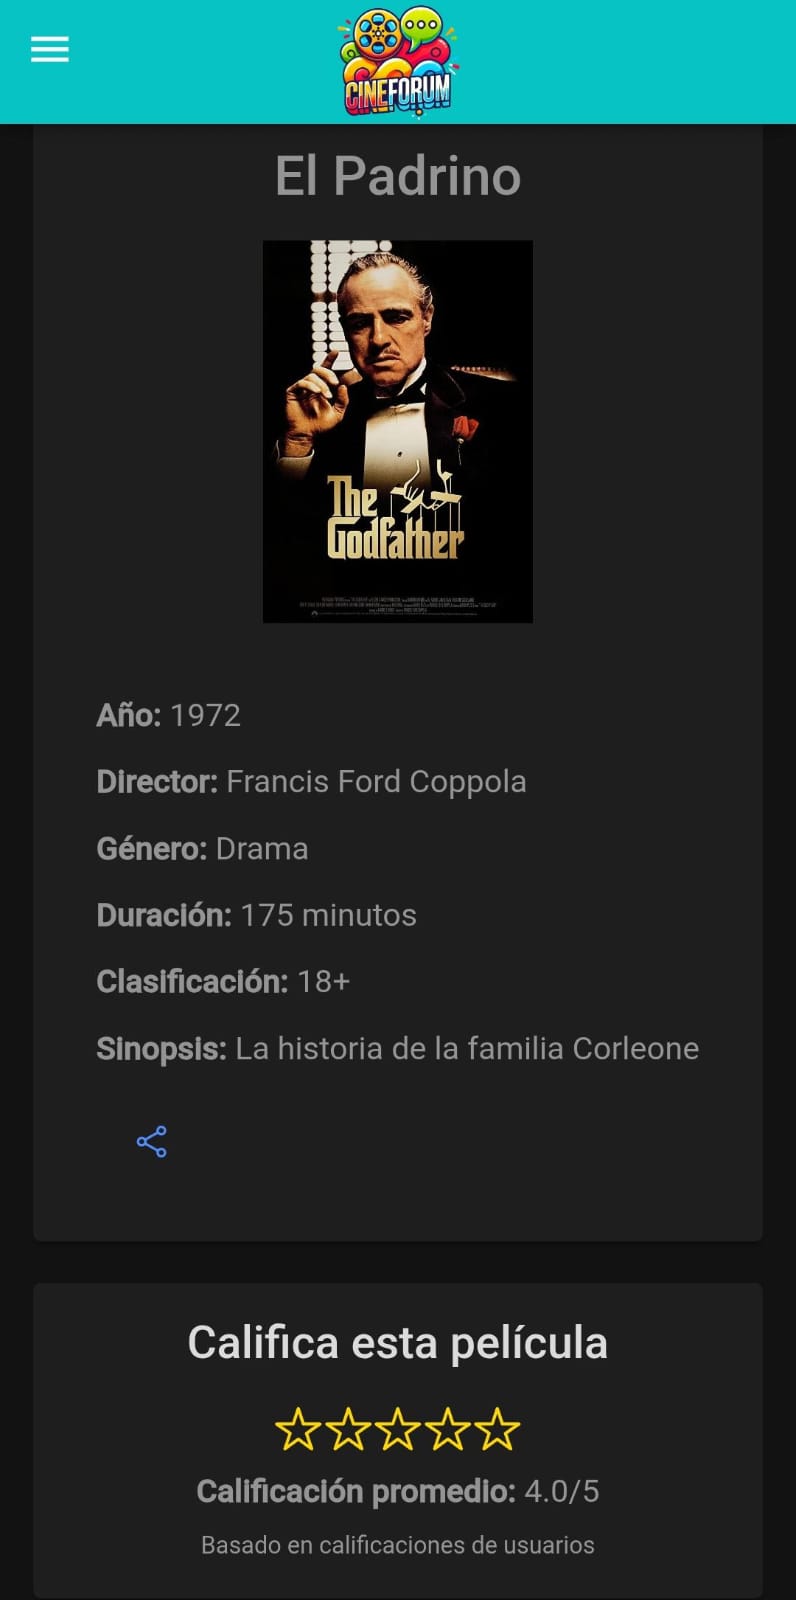 CINEFORUM
El Padrino
The
Godfather
Año: 1972
Director: Francis Ford Coppola
Género: Drama
Duración: 175 minutos
Clasificación: 18+
Sinopsis: La historia de la familia Corleone
Califica esta película
Calificación promedio: 4.0/5
Basado en calificaciones de usuarios